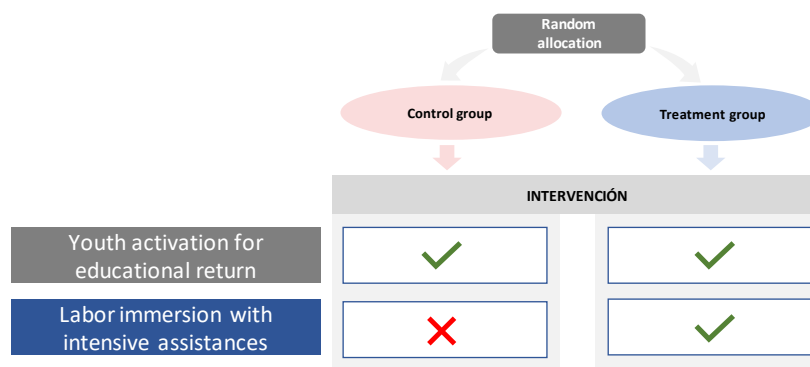 Random
allocation
Control group
Treatment group
INTERVENCIÓN
Youth activation for
educational return
Labor immersion with
intensive assistances